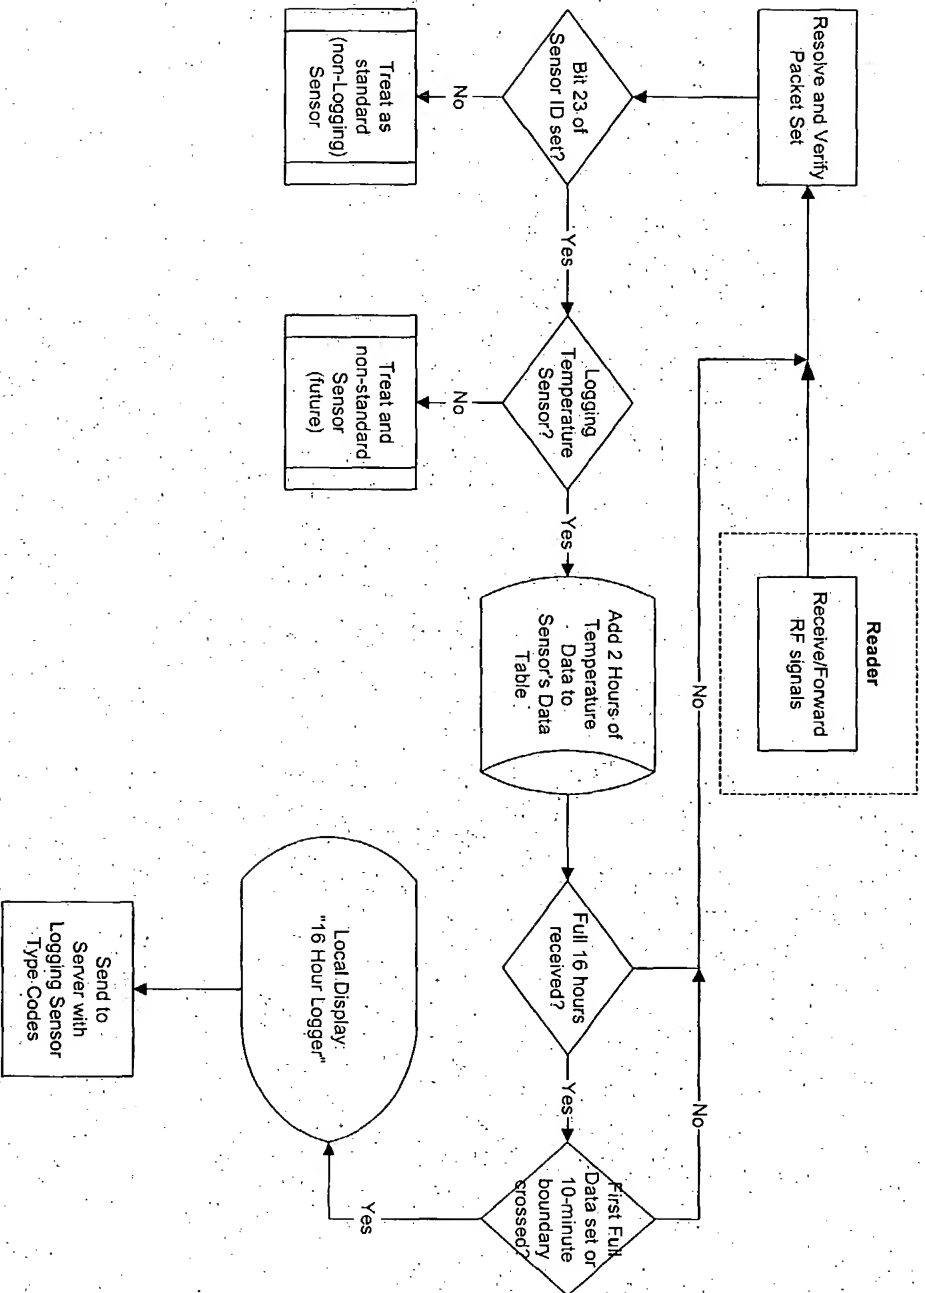 Reader
Receive/Forward
RF signals
Resolve and Verify
Packet Set
Bit 23 of
Sensor ID set?
No
Treat as
standard
(non-Logging)
Sensor
Yes
Logging
Temperature
Sensor?
No
Treat and
non-standard
Sensor
(future)
Yes
Add 2 Hours of
Temperature
Data to
Sensor's Data
Table
Full 16 hours
received?
No
Yes
First Full
Data set or
10-minute
boundary
crossed?
No
Yes
Local Display:
"16 Hour Logger"
Send to
Server with
Logging Sensor
Type Codes